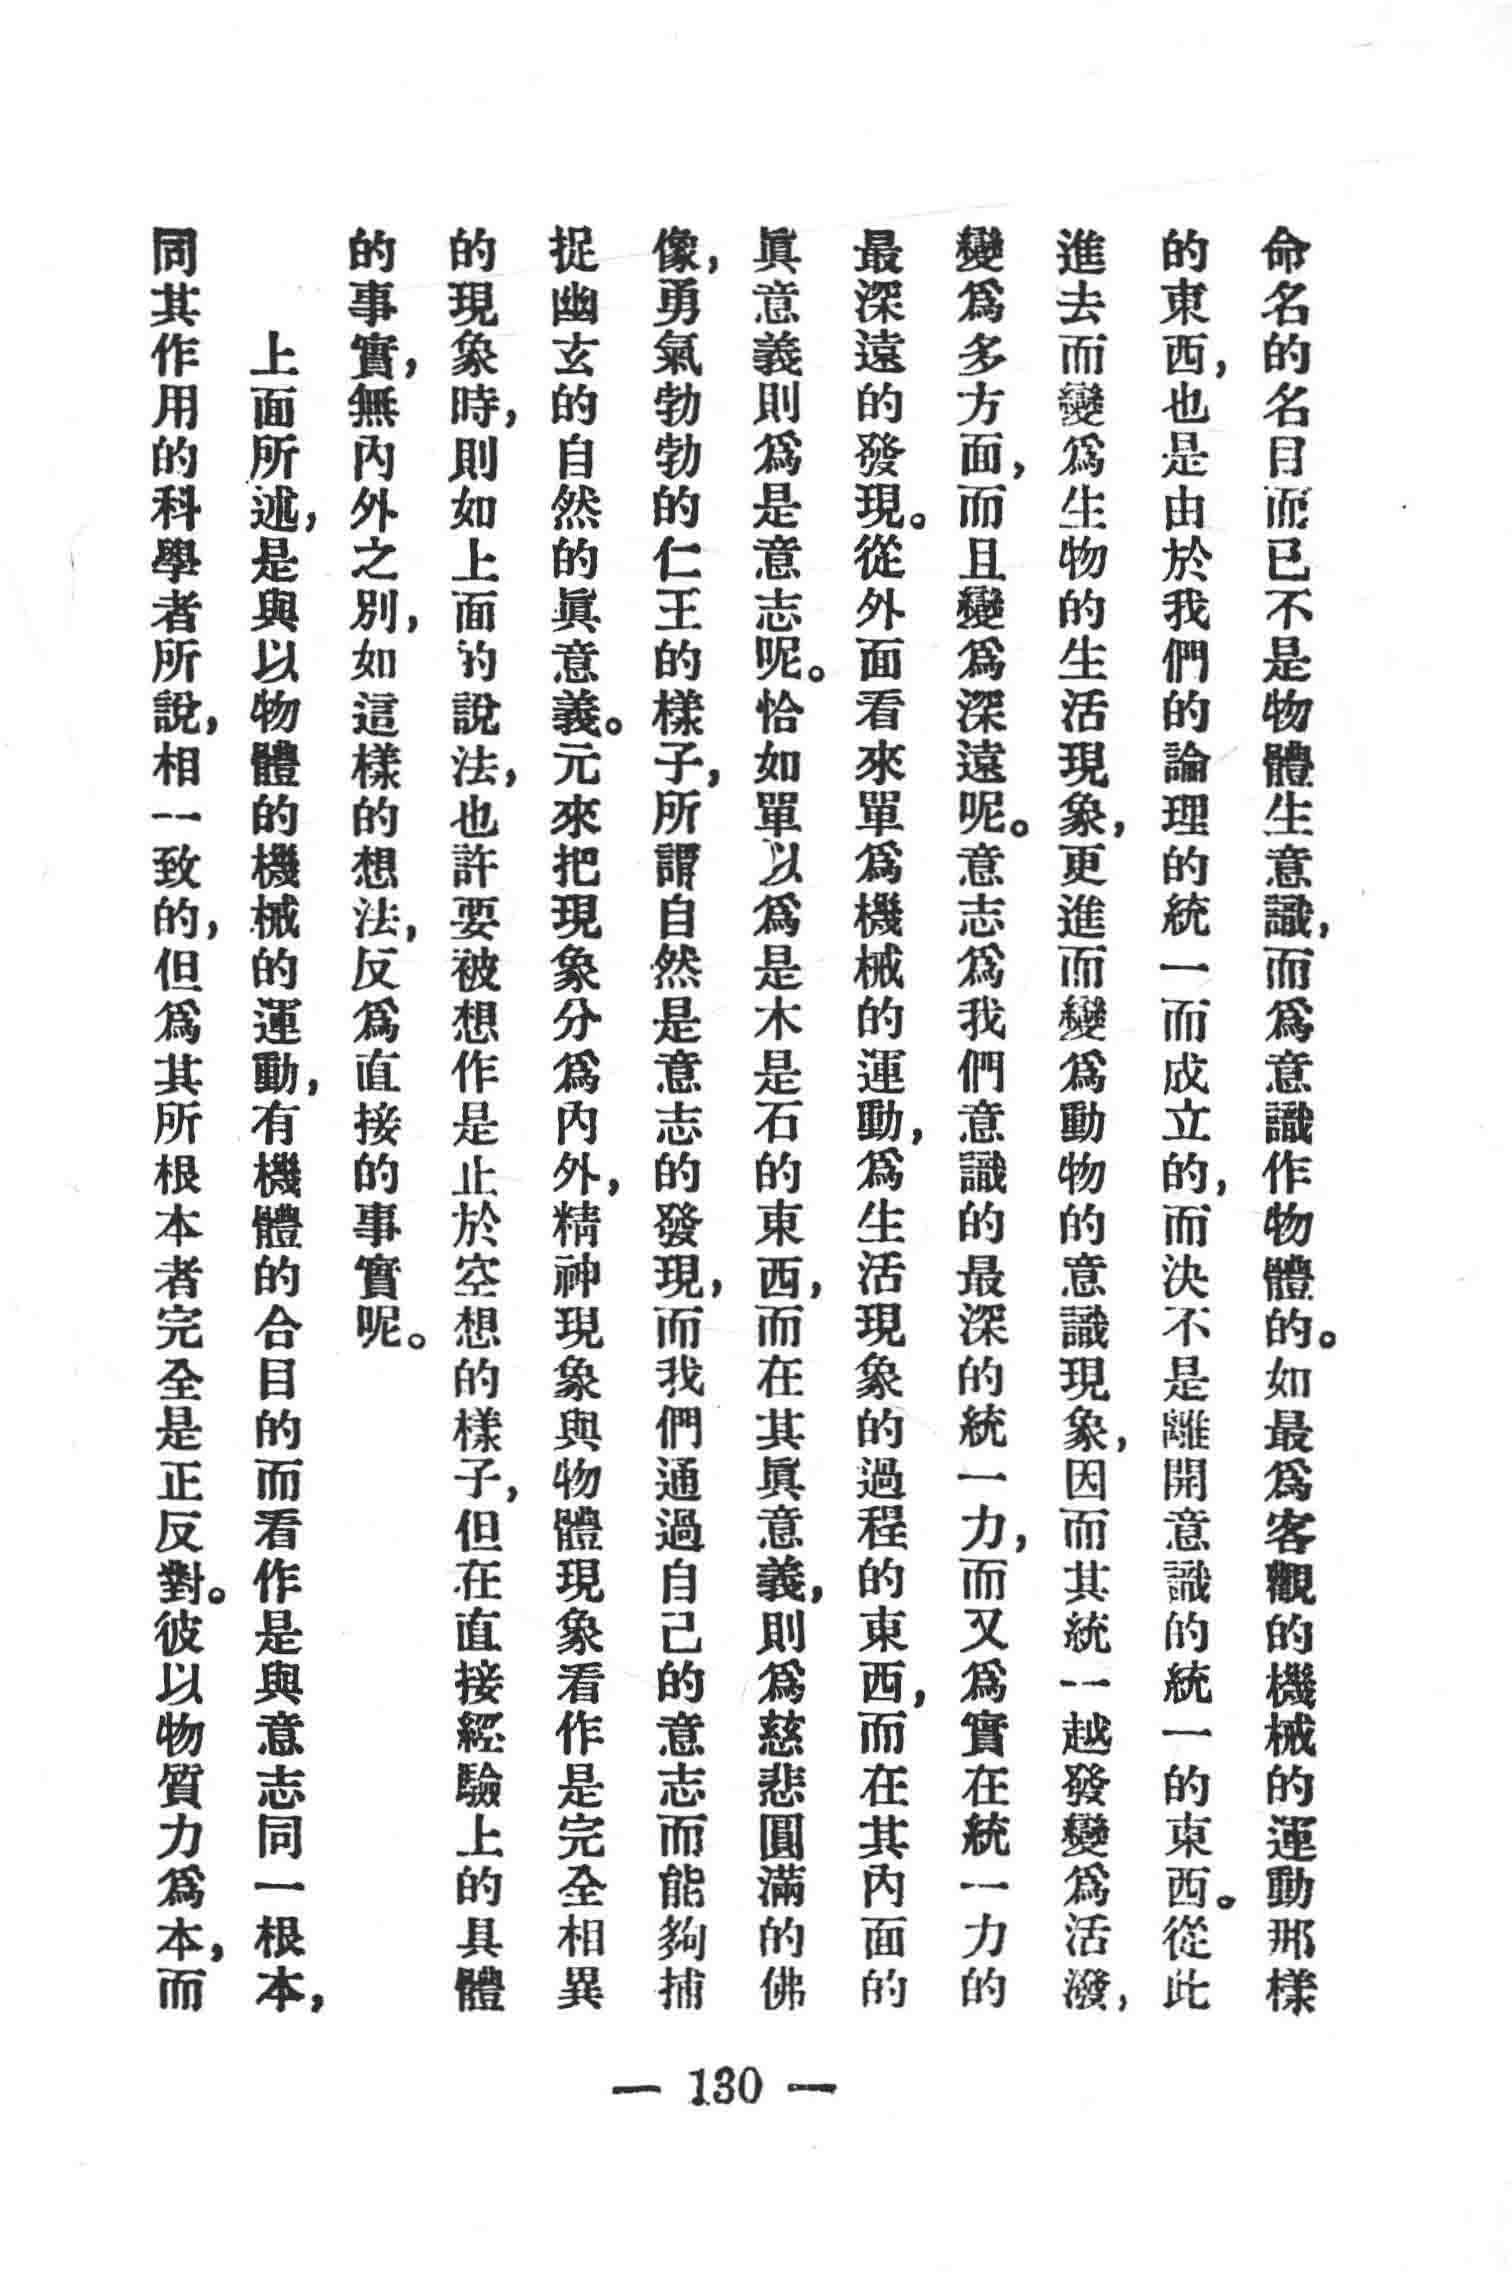 命名的名目而已不是物體生意識，而爲意識作物體的。如最爲客觀的機械的運動那樣
的東西，也是由於我們的論理的統一而成立的，而決不是離開意識的統一的東西。從此
進去而變爲生物的生活現象，更進而變爲動物的意識現象，因而其統一越發變爲活潑，
變爲多方面，而且變爲深遠呢。意志爲我們意識的最深的統一力，而又爲實在統一力的
最深遠的發現。從外面看來單爲機械的運動，爲生活現象的過程的東西，而在其內面的
眞意義則爲是意志呢。恰如單以爲是木是石的東西，而在其眞意義，則爲慈悲圓滿的佛
像，勇氣勃勃的仁王的樣子，所謂自然是意志的發現，而我們通過自己的意志而能夠捕
捉幽玄的自然的眞意義。元來把現象分爲內外，精神現象與物體現象看作是完全相異
的現象時，則如上面的說法，也許要被想作是止於空想的樣子，但在直接經驗上的具體
的事實，無內外之別，如這樣的想法，反爲直接的事實呢。
上面所述，是與以物體的機械的運動，有機體的合目的而看作是與意志同一根本，
同其作用的科學者所說，相一致的，但爲其所根本者完全是正反對。彼以物質力爲本，而
— 130 —